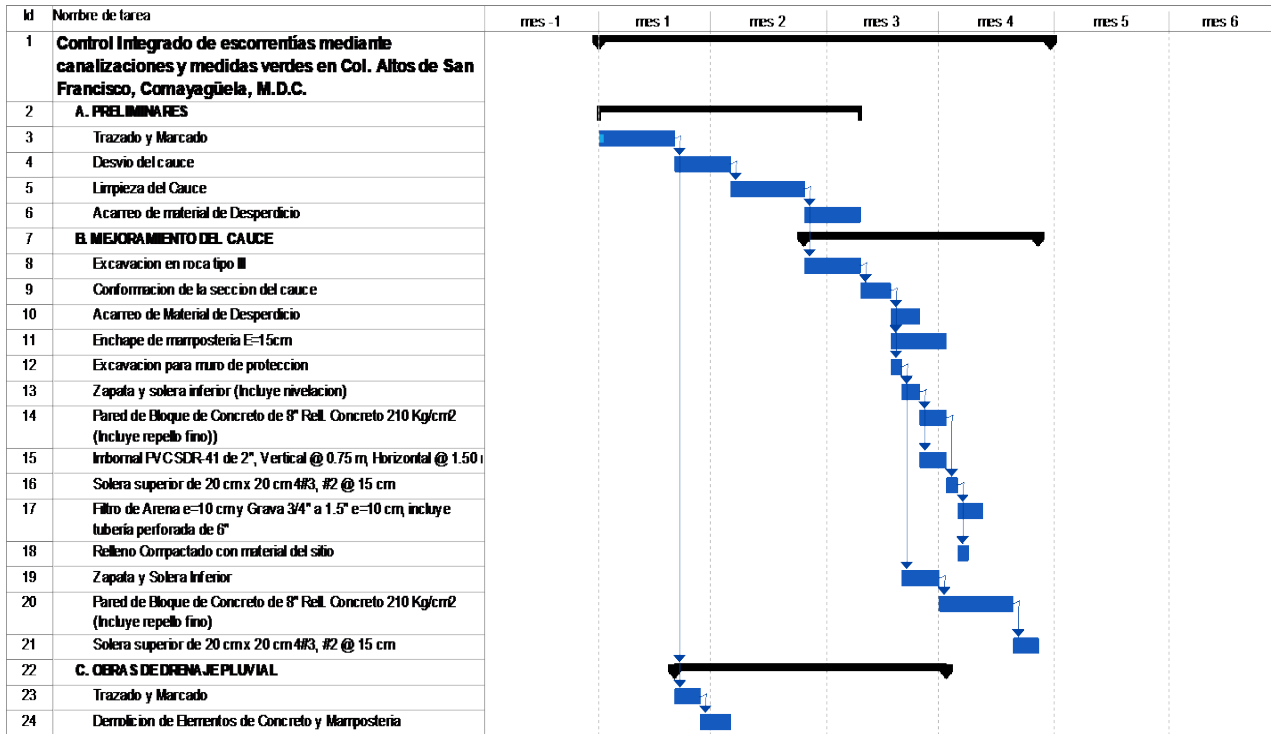 Id Nombre de tarea mes -1 mes 1 mes 2 mes 3 mes 4 mes 5 mes 6
1 Control Integrado de escorrentías mediante
canalizaciones y medidas verdes en Col. Altos de San
Francisco, Comayagüela, M.D.C.
2 A. PRELIMINARES
3 Trazado y Marcado
4 Desvio del cauce
5 Limpieza del Cauce
6 Acarreo de material de Desperdicio
7 B. MEJORAMIENTO DEL CAUCE
8 Excavacion en roca tipo III
9 Conformacion de la seccion del cauce
10 Acarreo de Material de Desperdicio
11 Enchape de mamposteria E=15cm
12 Excavacion para muro de proteccion
13 Zapata y solera inferior (Incluye nivelacion)
14 Pared de Bloque de Concreto de 8" Rell. Concreto 210 Kg/cm2
(Incluye repello fino))
15 Imbornal PVC SDR-41 de 2", Vertical @ 0.75 m, Horizontal @ 1.50
16 Solera superior de 20 cm x 20 cm 4#3, #2 @ 15 cm
17 Filtro de Arena e=10 cm y Grava 3/4" a 1.5" e=10 cm, incluye
tubería perforada de 6"
18 Relleno Compactado con material del sitio
19 Zapata y Solera Inferior
20 Pared de Bloque de Concreto de 8" Rell. Concreto 210 Kg/cm2
(Incluye repello fino)
21 Solera superior de 20 cm x 20 cm 4#3, #2 @ 15 cm
22 C. OBRAS DE DRENAJE PLUVIAL
23 Trazado y Marcado
24 Demolicion de Elementos de Concreto y Mamposteria